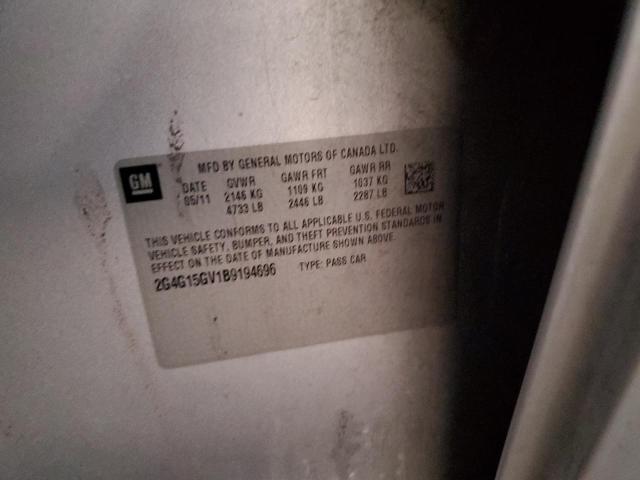 GM
MFD BY GENERAL MOTORS OF CANADA LTD.
DATE GVWR GAWR FRT GAWR RR
05/11 2146 KG 1109 KG 1037 KG
4733 LB 2446 LB 2287 LB
THIS VEHICLE CONFORMS TO ALL APPLICABLE U.S. FEDERAL MOTOR
VEHICLE SAFETY, BUMPER, AND THEFT PREVENTION STANDARDS IN
EFFECT ON THE DATE OF MANUFACTURE SHOWN ABOVE.
2G4G15GV1B9194696 TYPE: PASS CAR